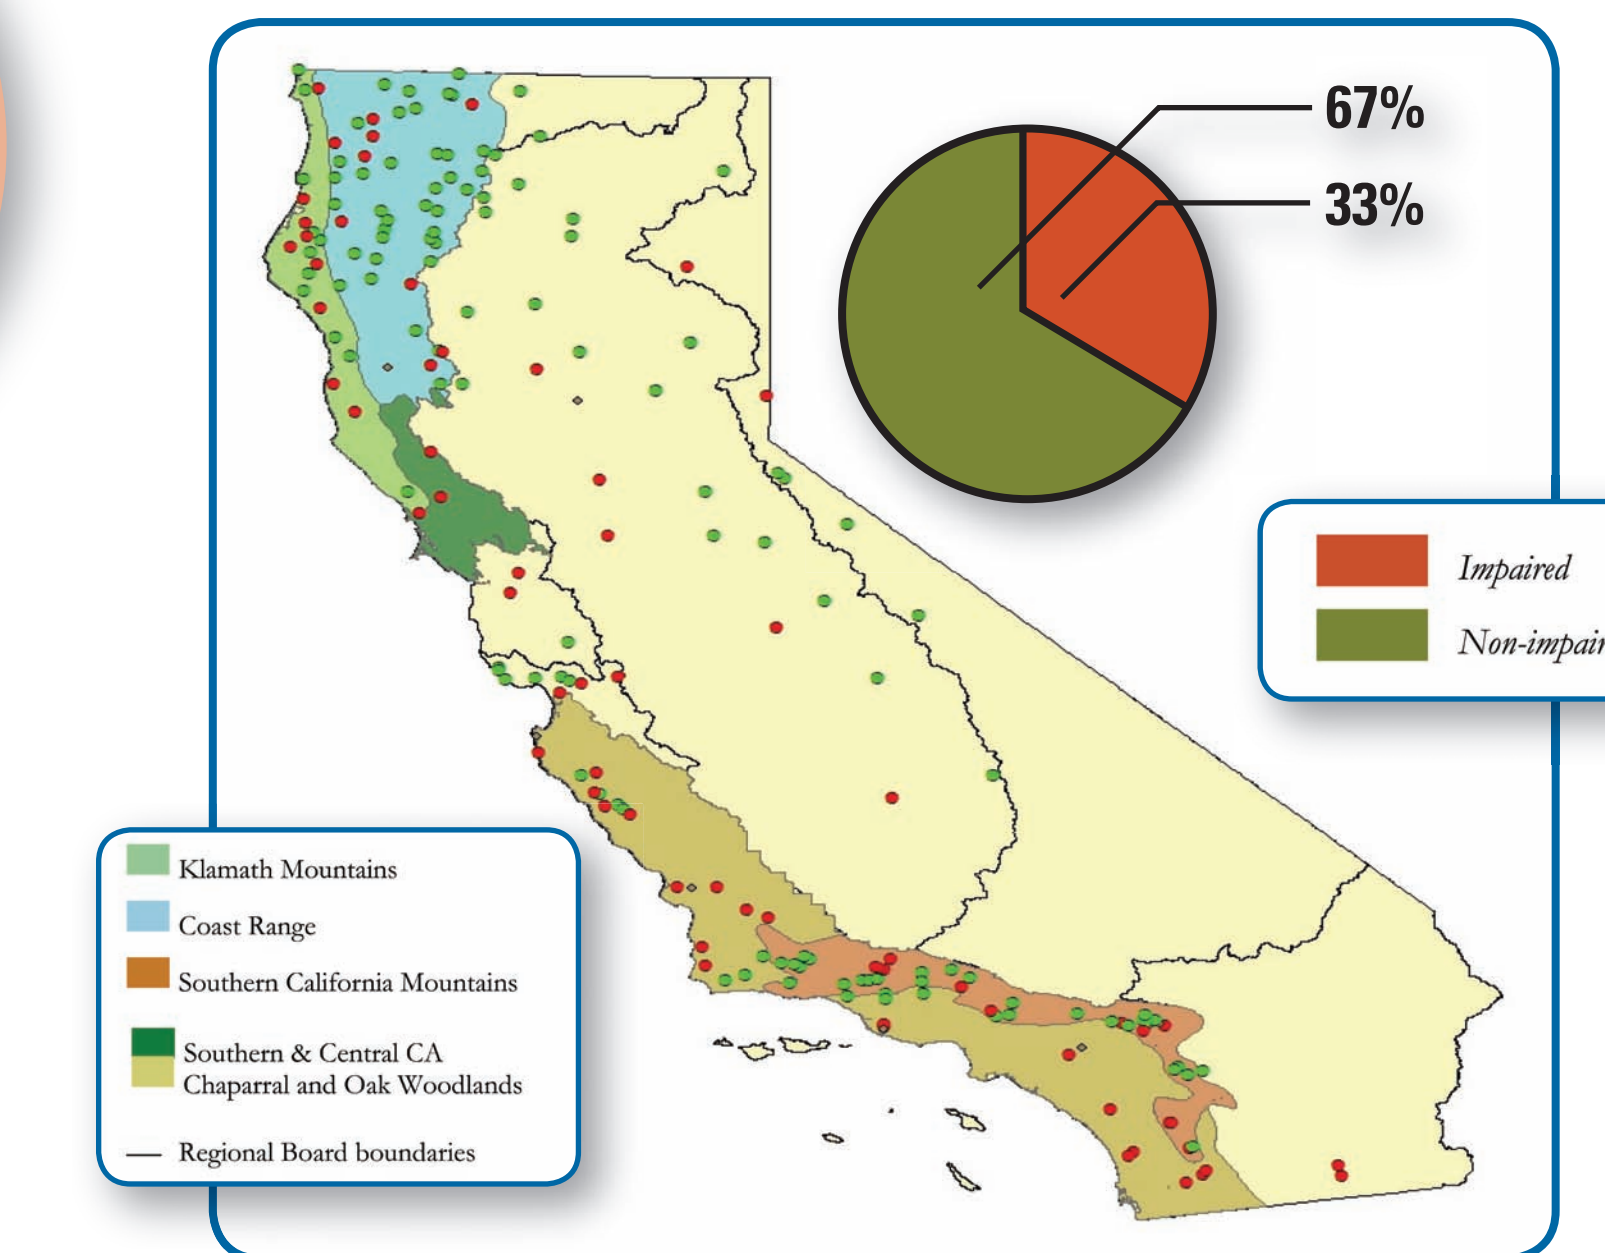 67%
33%
Impaired
Klamath Mountains
Coast Range
Southern California Mountains
Southern & Central CA
Chaparral and Oak Woodlands
Regional Board boundaries